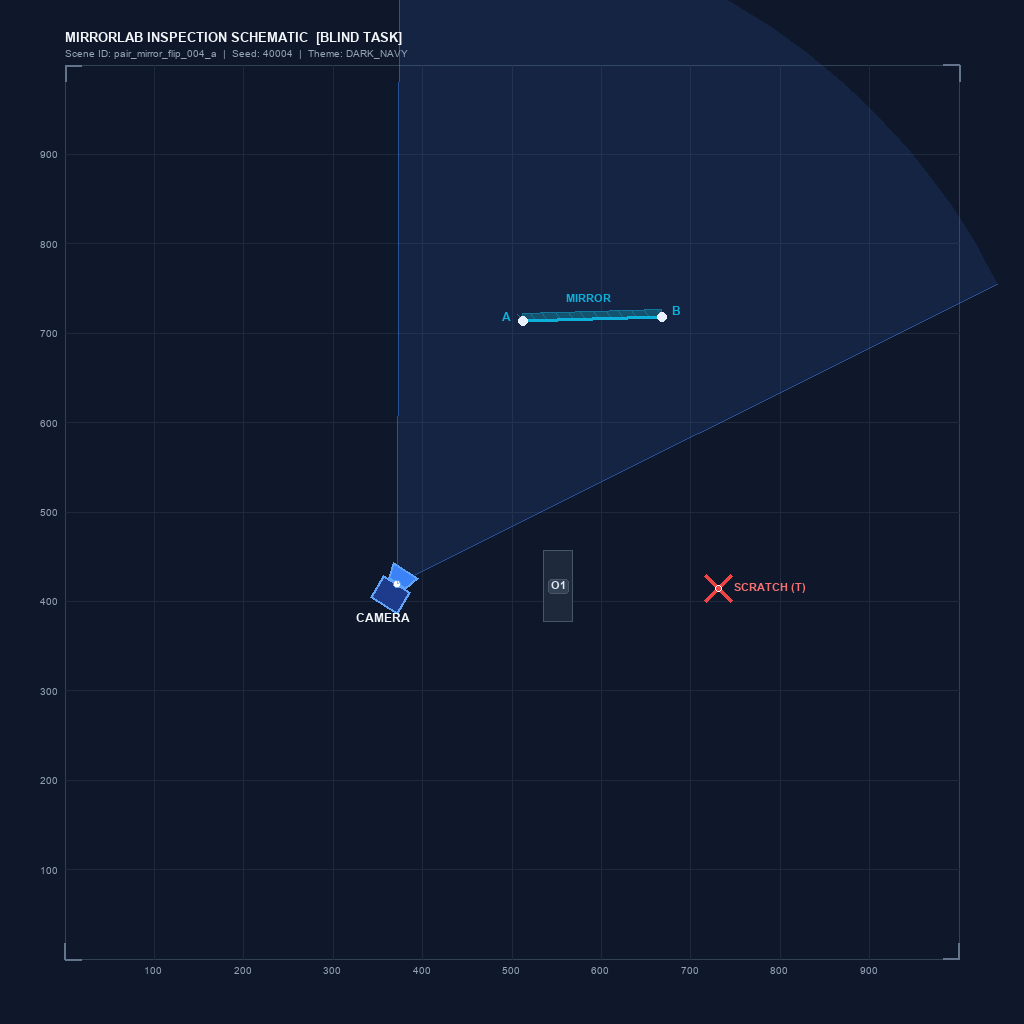 MIRRORLAB INSPECTION SCHEMATIC [BLIND TASK]
Scene ID: pair_mirror_flip_004_a | Seed: 40004 | Theme: DARK_NAVY
900
800
MIRROR
A
B
700
600
500
O1
SCRATCH (T)
400
CAMERA
300
200
100
100 200 300 400 500 600 700 800 900